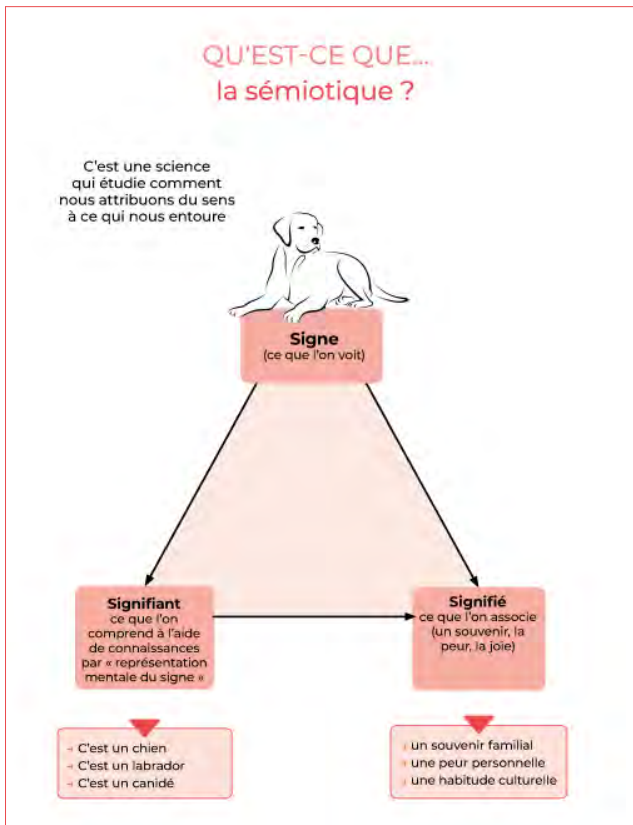 QU'EST-CE QUE...
la sémiotique ?
C'est une science
qui étudie comment
nous attribuons du sens
à ce qui nous entoure
Signe
(ce que l'on voit)
Signifiant
ce que l'on
comprend à l'aide
de connaissances
par « représentation
mentale du signe «
Signifié
ce que l'on associe
(un souvenir, la
peur, la joie)
- C'est un chien
- C'est un labrador
- C'est un canidé
un souvenir familial
une peur personnelle
une habitude culturelle